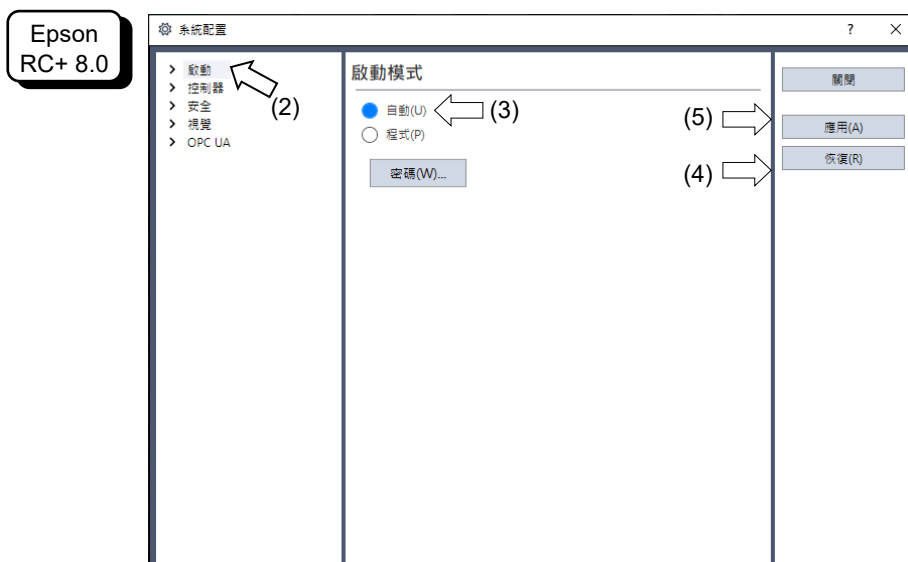 Epson
RC+ 8.0
系統配置
?
啟動
控制器
安全
視覺
OPC UA
(2)
啟動模式
自動(U)
(3)
程式(P)
密碼(W)...
(5)
(4)
關閉
應用(A)
恢復(R)